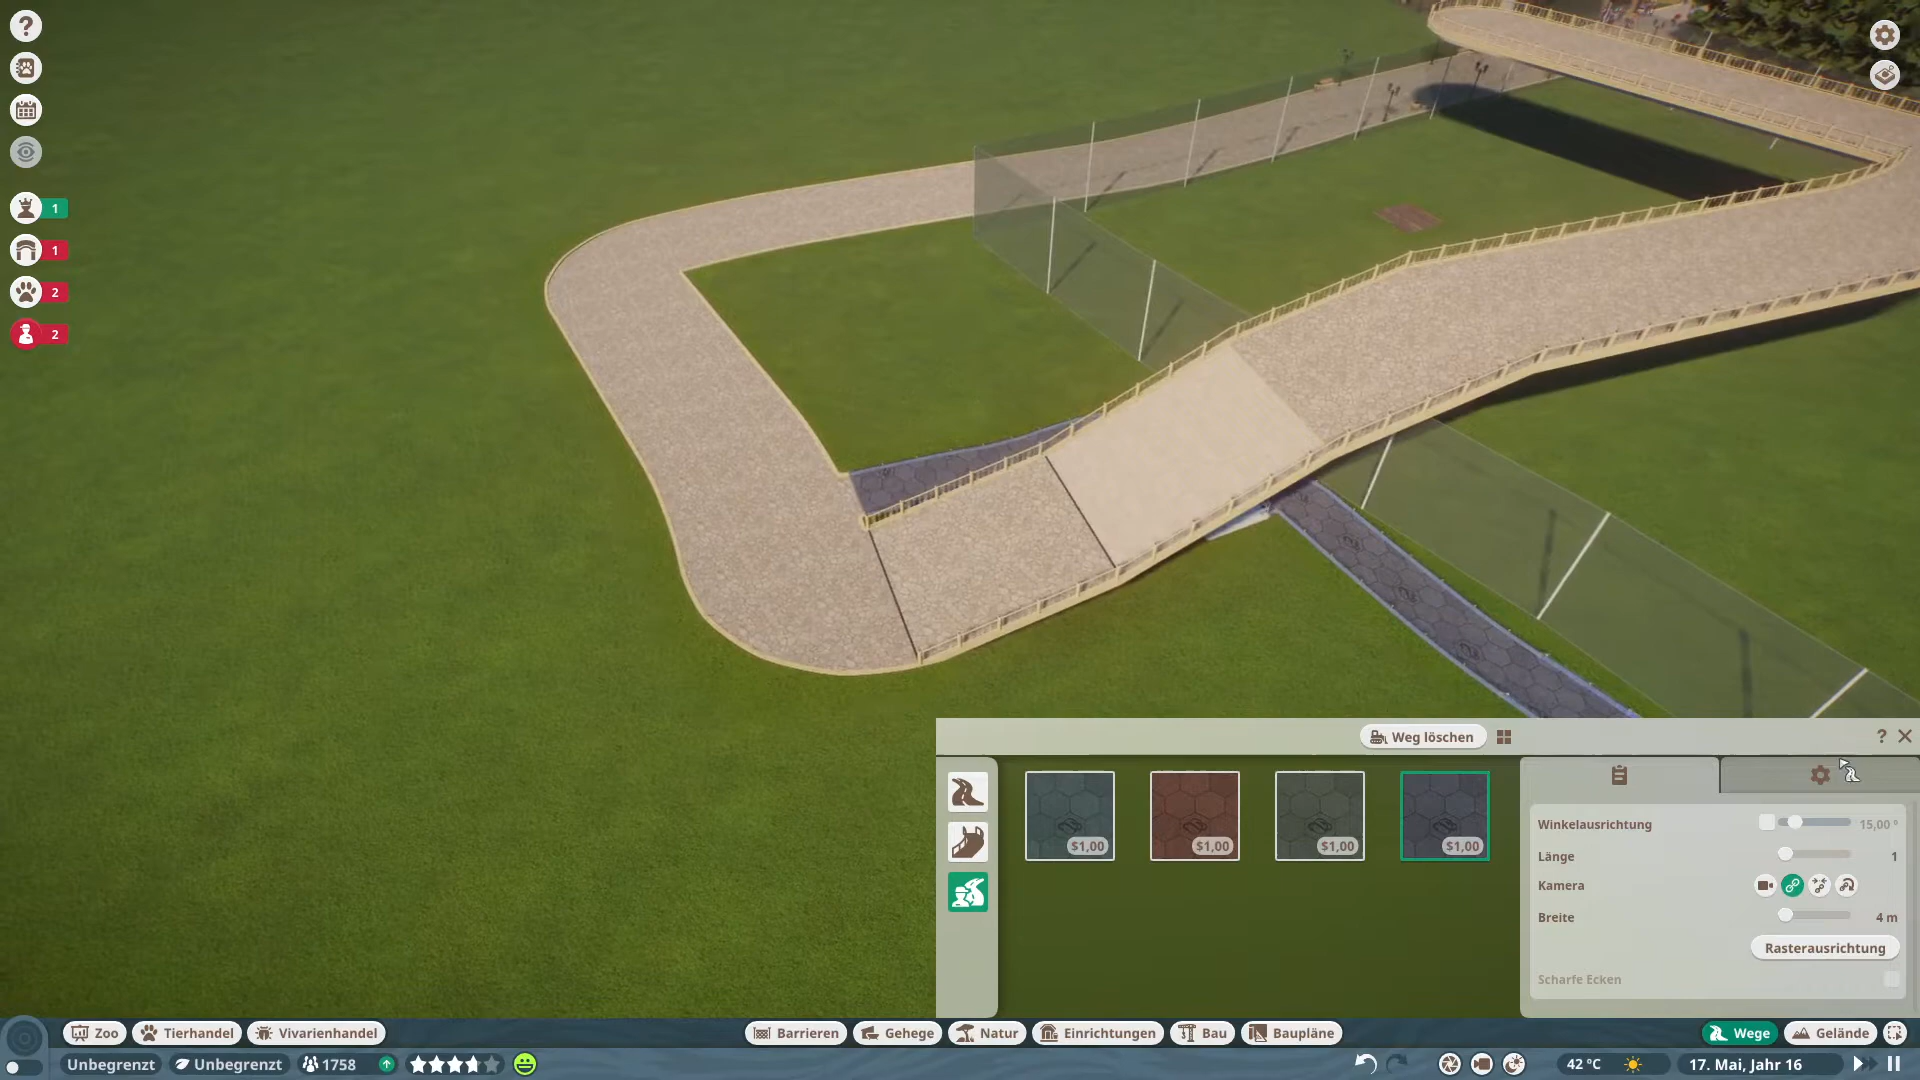 ?
1
1
2
2
Weg löschen
?
$1,00
$1,00
$1,00
$1,00
Winkelausrichtung
15,00 °
Länge
1
Kamera
Breite
4 m
Rasterausrichtung
Scharfe Ecken
Zoo
Tierhandel
Vivarienhandel
Barrieren
Gehege
Natur
Einrichtungen
Bau
Baupläne
Wege
Gelände
Unbegrenzt
Unbegrenzt
1758
42 °C
17. Mai, Jahr 16